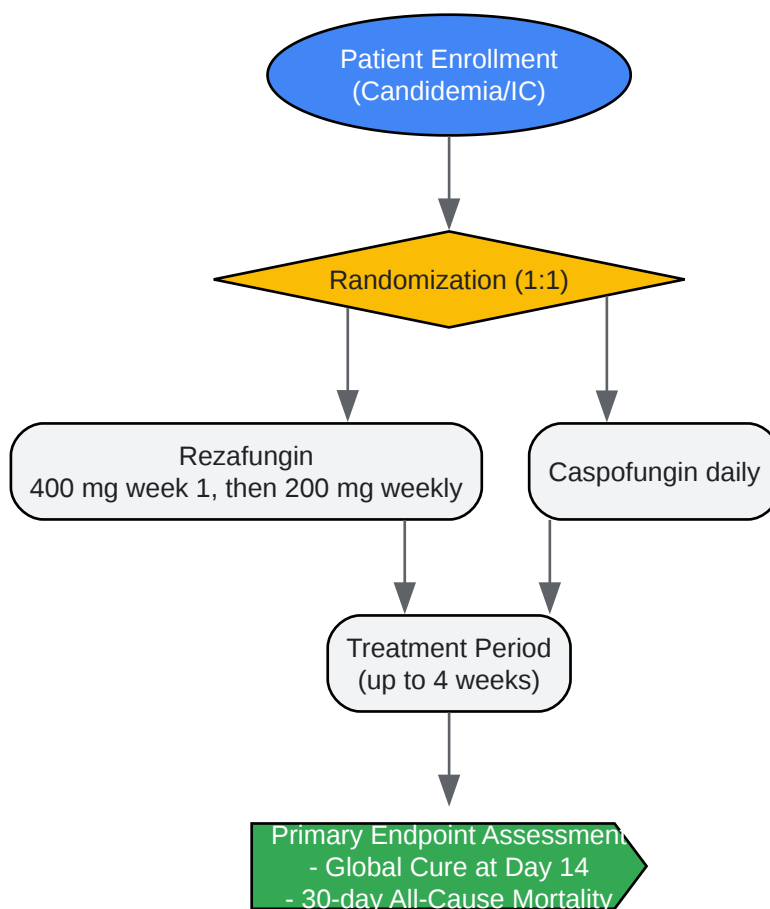 Patient Enrollment
(Candidemia/IC)
Randomization (1:1)
Rezafungin
400 mg week 1, then 200 mg weekly
Caspofungin daily
Treatment Period
(up to 4 weeks)
Primary Endpoint Assessment
- Global Cure at Day 14
- 30-day All-Cause Mortality